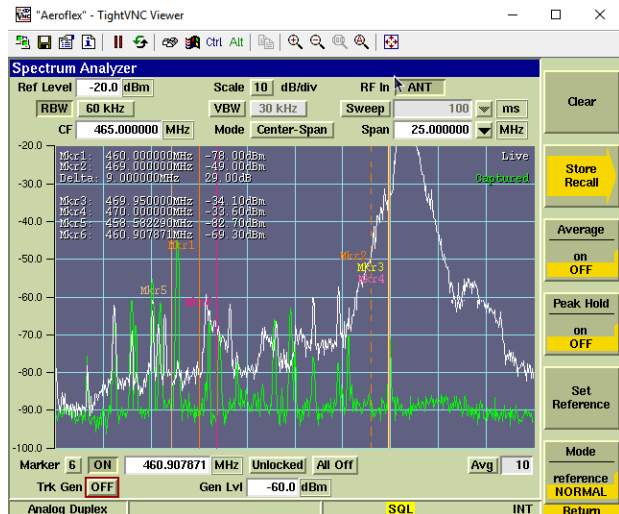 "Aeroflex" - TightVNC Viewer
Ctrl Alt
Spectrum Analyzer
Ref Level -20.0 dBm Scale 10 dB/div RF In ANT
RBW 60 kHz VBW 30 kHz Sweep 100 ms
CF 465.000000 MHz Mode Center-Span Span 25.000000 MHz
-20.0
-30.0
-40.0
-50.0
-60.0
-70.0
-80.0
-90.0
-100.0
Mkr1: 460.000000MHz -78.00dBm
Mkr2: 469.000000MHz -49.00dBm
Delta: 9.000000MHz 29.00dB
Mkr3: 469.950000MHz -34.10dBm
Mkr4: 470.000000MHz -33.60dBm
Mkr5: 458.532290MHz -82.70dBm
Mkr6: 460.907871MHz -69.30dBm
Live
Captured
Mkr1
Mkr2
Mkr3
Mkr4
Mkr5
Marker 6 ON 460.907871 MHz Unlocked All Off Avg 10
Trk Gen OFF Gen Lvl -60.0 dBm
Analog Duplex SQL INT
Clear
Store
Recall
Average
on
OFF
Peak Hold
on
OFF
Set
Reference
Mode
reference
NORMAL
Return